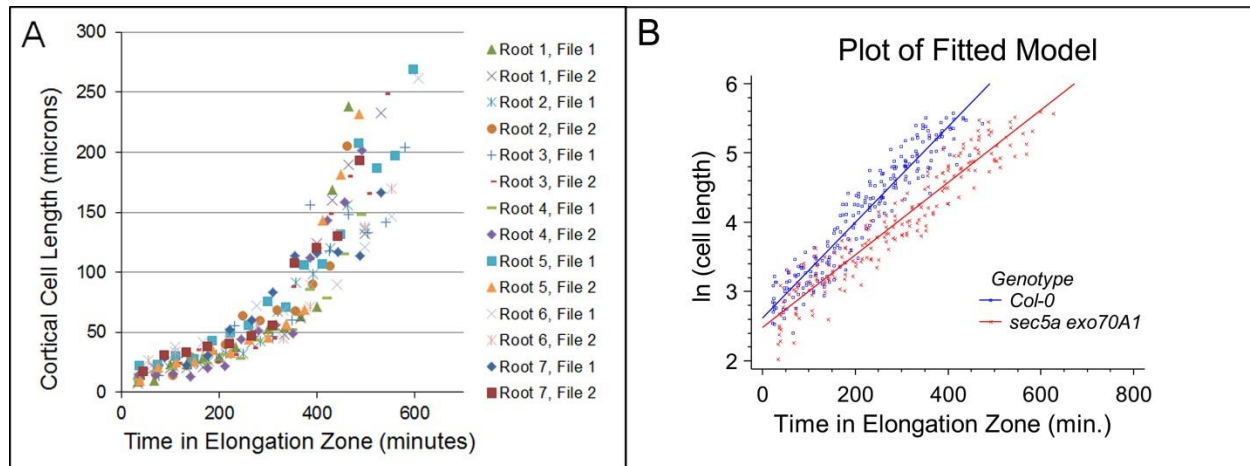 A
Cortical Cell Length (microns)
300
250
200
150
100
50
0
0 200 400 600
Time in Elongation Zone (minutes)
Root 1, File 1
Root 1, File 2
Root 2, File 1
Root 2, File 2
Root 3, File 1
Root 3, File 2
Root 4, File 1
Root 4, File 2
Root 5, File 1
Root 5, File 2
Root 6, File 1
Root 6, File 2
Root 7, File 1
Root 7, File 2
B
Plot of Fitted Model
ln (cell length)
6
5
4
3
2
0 200 400 600 800
Time in Elongation Zone (min.)
Genotype
Col-0
sec5a exo70A1